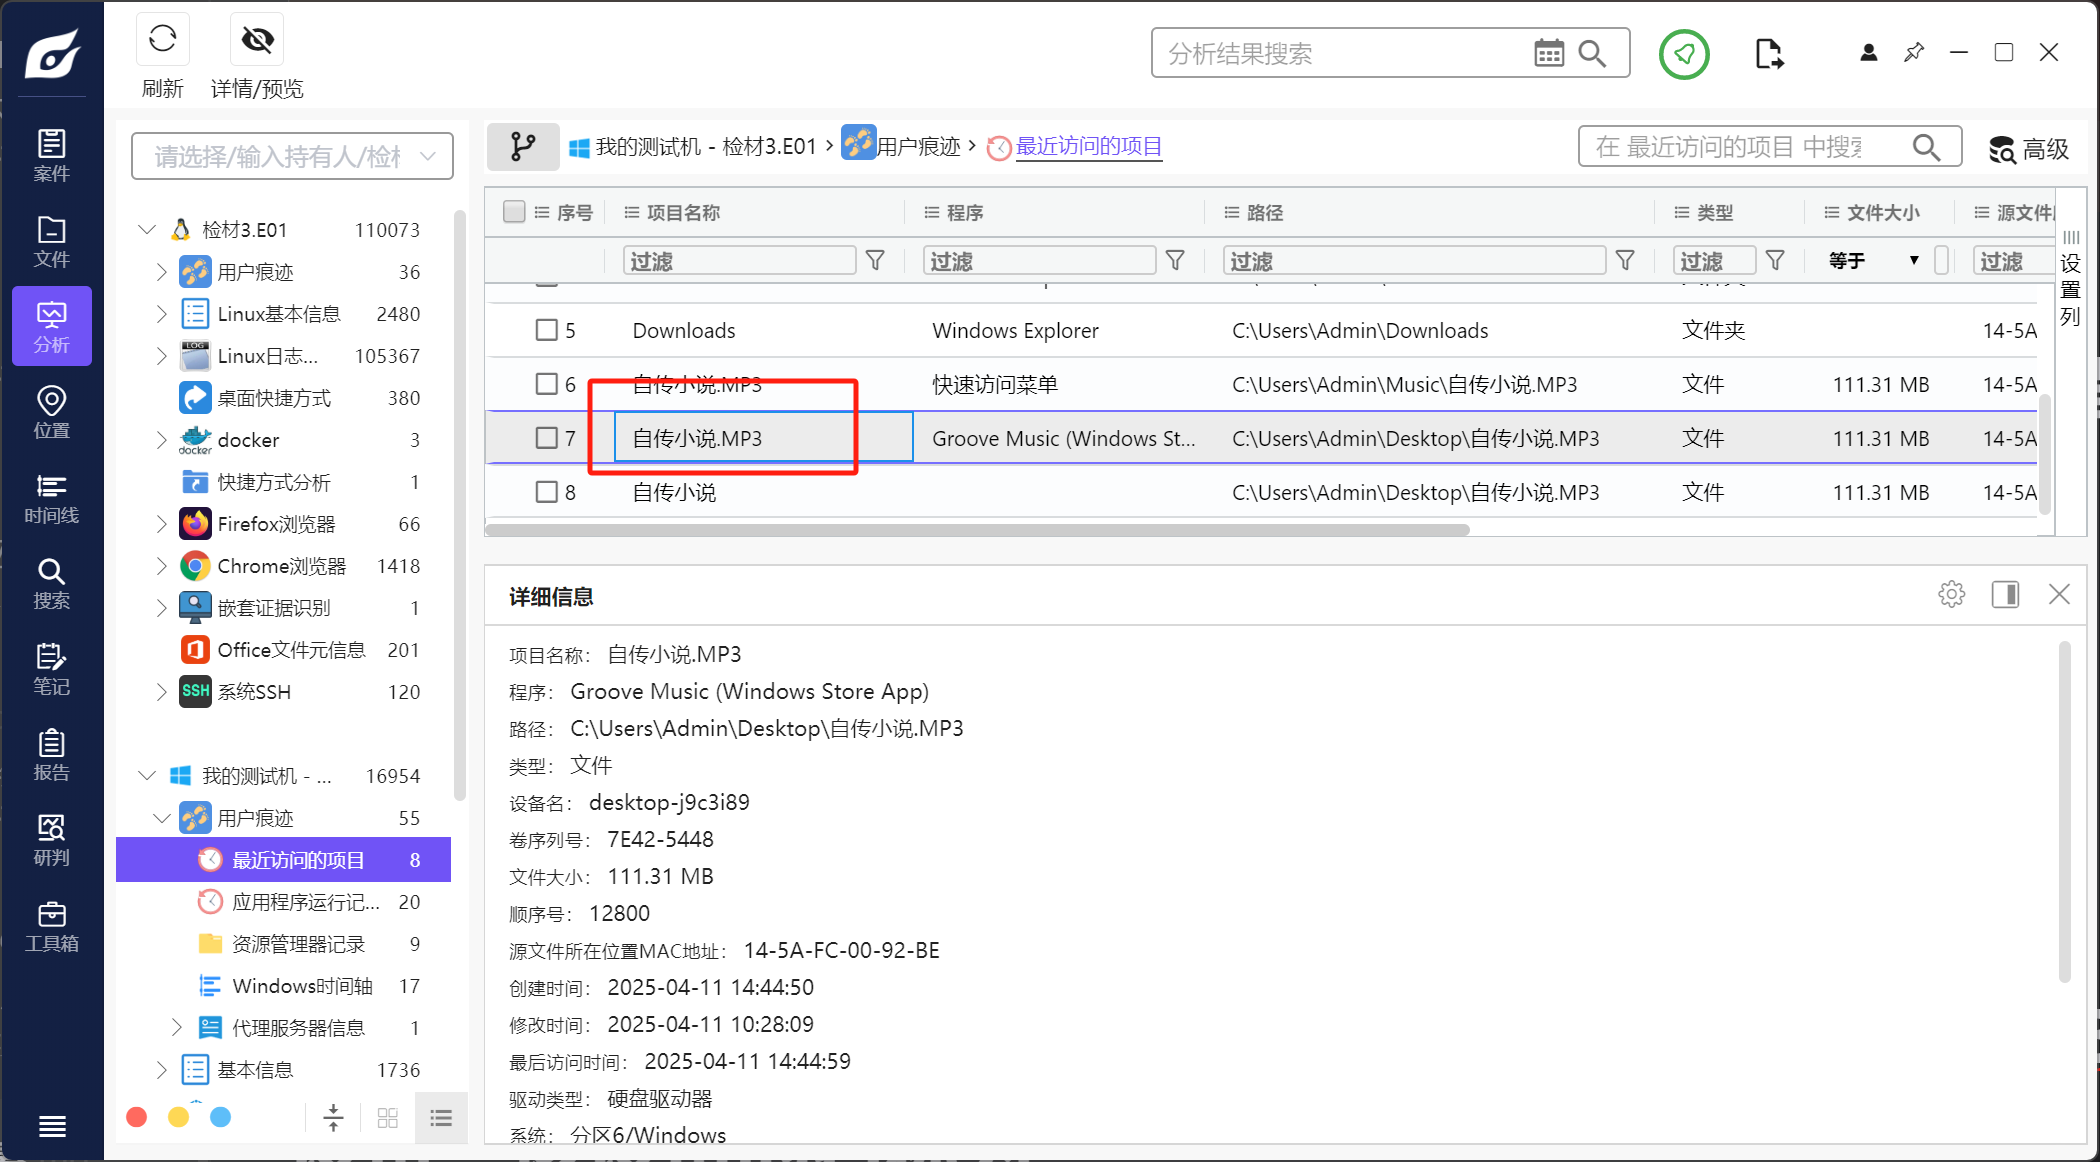 刷新
详情/预览
分析结果搜索
案件
文件
分析
位置
时间线
搜索
笔记
报告
研判
工具箱
请选择/输入持有人/检
检材3.E01 110073
用户痕迹 36
Linux基本信息 2480
LOG
Linux日志... 105367
桌面快捷方式 380
docker
docker 3
快捷方式分析 1
Firefox浏览器 66
Chrome浏览器 1418
嵌套证据识别 1
Office文件元信息 201
SSH
系统SSH 120
我的测试机 - ... 16954
用户痕迹 55
最近访问的项目 8
应用程序运行记... 20
资源管理器记录 9
Windows时间轴 17
代理服务器信息 1
基本信息 1736
我的测试机 - 检材3.E01 › 用户痕迹 › 最近访问的项目
在 最近访问的项目 中搜
高级
序号 项目名称 程序 路径 类型 文件大小 源文件
过滤 过滤 过滤 过滤 等于 过滤
设置列
5 Downloads Windows Explorer C:\Users\Admin\Downloads 文件夹 14-5A
6 自传小说.MP3 快速访问菜单 C:\Users\Admin\Music\自传小说.MP3 文件 111.31 MB 14-5A
7 自传小说.MP3 Groove Music (Windows St... C:\Users\Admin\Desktop\自传小说.MP3 文件 111.31 MB 14-5A
8 自传小说 C:\Users\Admin\Desktop\自传小说.MP3 文件 111.31 MB 14-5A
详细信息
项目名称： 自传小说.MP3
程序： Groove Music (Windows Store App)
路径： C:\Users\Admin\Desktop\自传小说.MP3
类型： 文件
设备名： desktop-j9c3i89
卷序列号： 7E42-5448
文件大小： 111.31 MB
顺序号： 12800
源文件所在位置MAC地址： 14-5A-FC-00-92-BE
创建时间： 2025-04-11 14:44:50
修改时间： 2025-04-11 10:28:09
最后访问时间： 2025-04-11 14:44:59
驱动类型： 硬盘驱动器
系统： 分区6/Windows